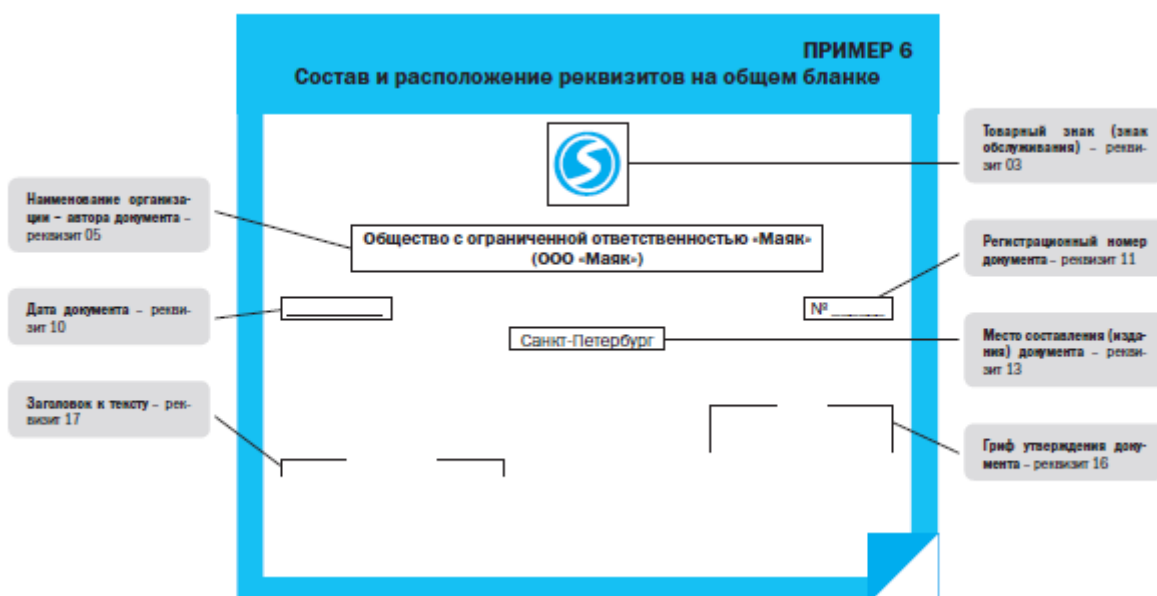 ПРИМЕР 6
Состав и расположение реквизитов на общем бланке
Товарный знак (знак
обслуживания) – рекви-
зит 03
Наименование организа-
ции – автора документа –
реквизит 05
Общество с ограниченной ответственностью «Маяк»
(ООО «Маяк»)
Регистрационный номер
документа – реквизит 11
Дата документа – рекви-
зит 10
___________
№ ______
Санкт-Петербург
Место составления (изда-
ния) документа – рекви-
зит 13
Заголовок к тексту – рек-
визит 17
Гриф утверждения доку-
мента – реквизит 16